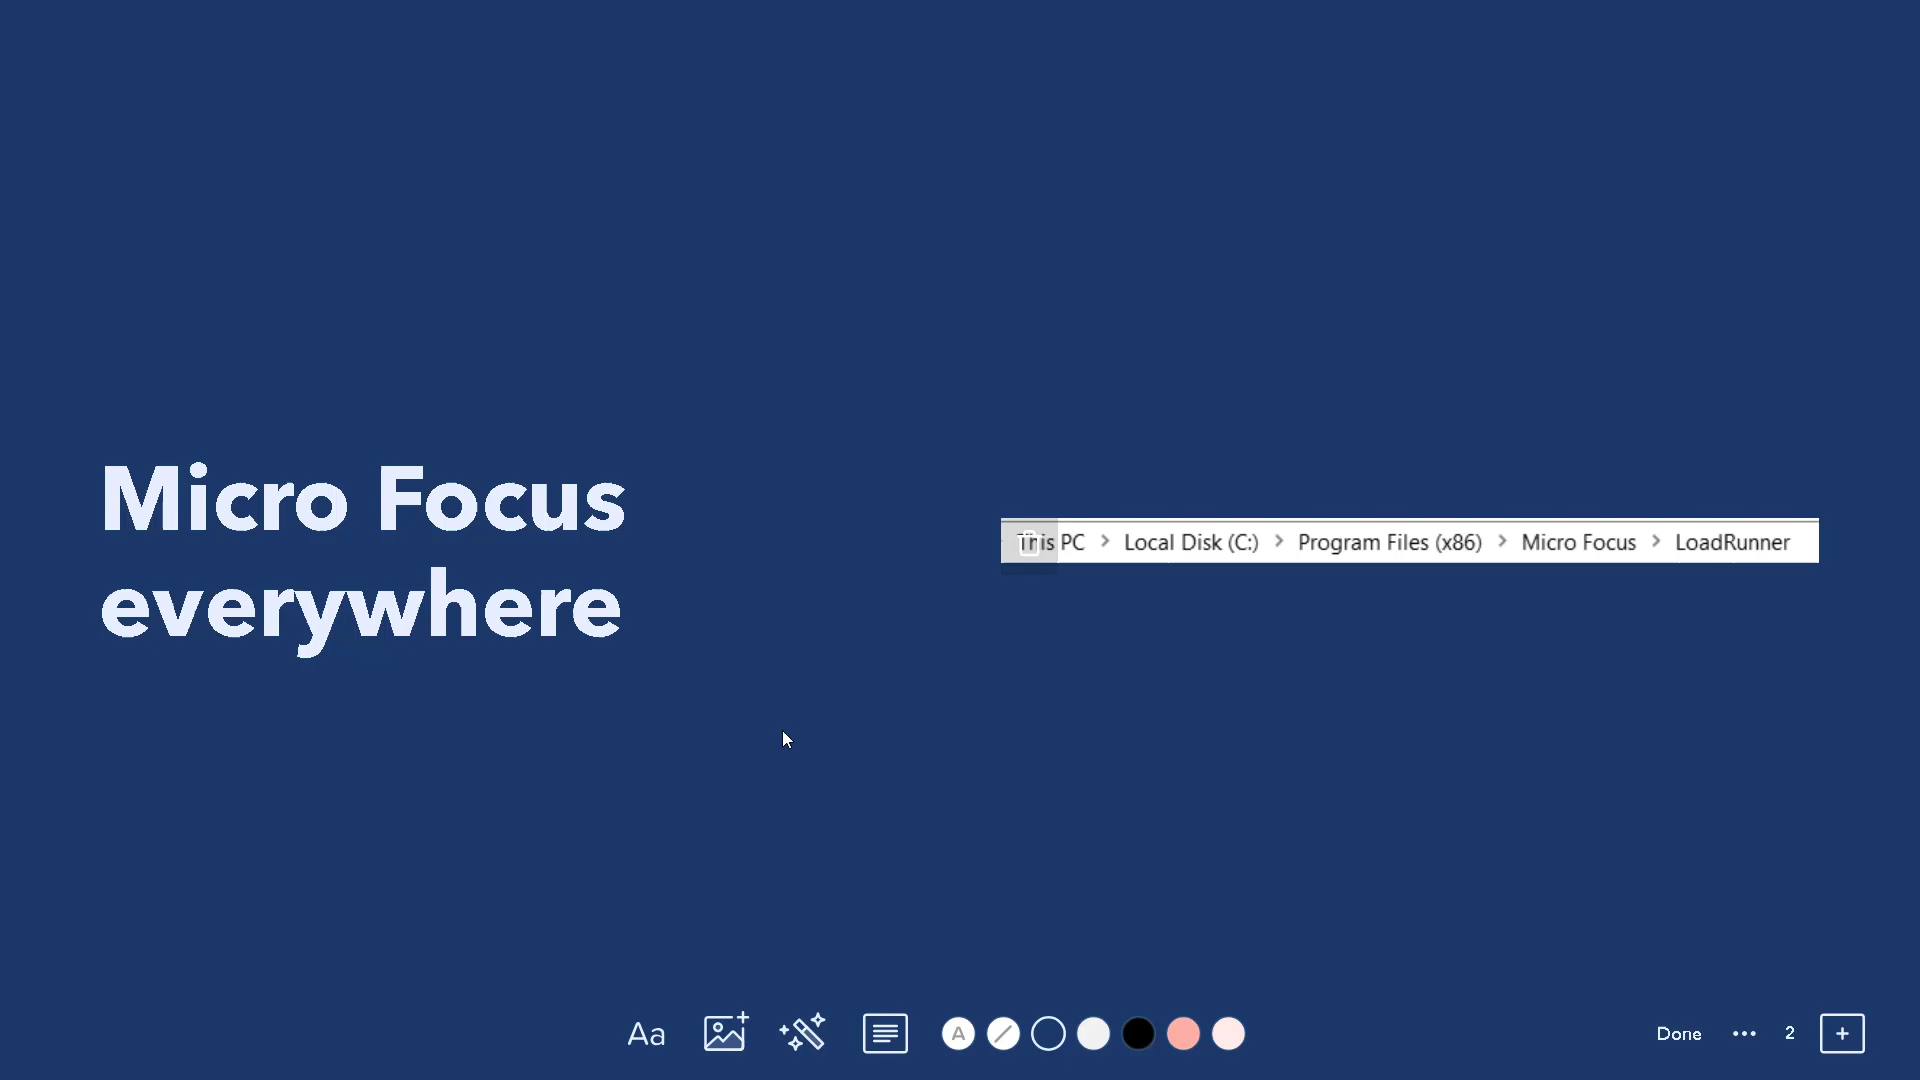 Micro Focus
everywhere
This PC > Local Disk (C:) > Program Files (x86) > Micro Focus > LoadRunner
Aa
A
Done ••• 2 +